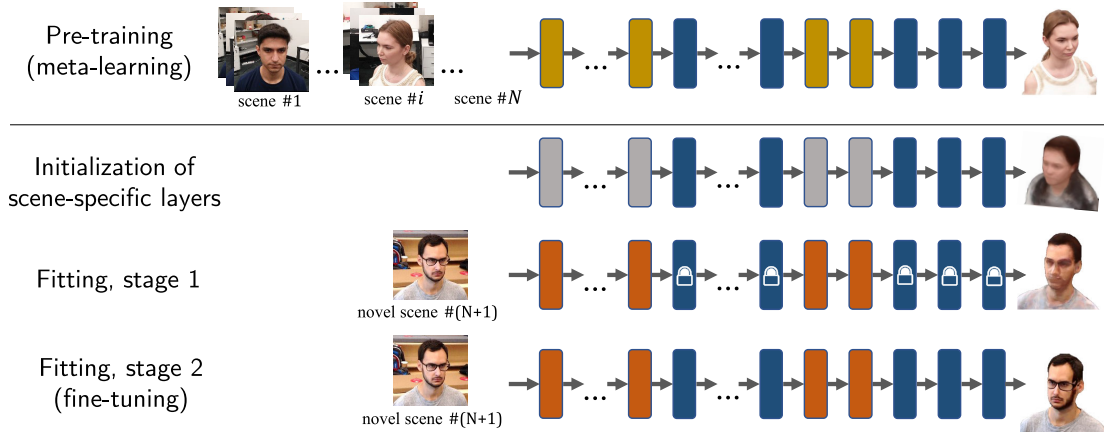 Pre-training
(meta-learning)
... ...
scene #1 scene #i scene #N
... ...
Initialization of
scene-specific layers
... ...
Fitting, stage 1
... ...
novel scene #(N+1)
Fitting, stage 2
(fine-tuning)
... ...
novel scene #(N+1)